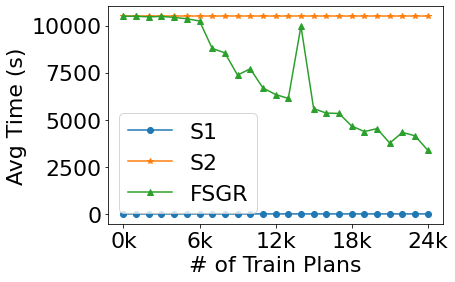 Avg Time (s)
10000
7500
5000
2500
0
S1
S2
FSGR
0k 6k 12k 18k 24k
# of Train Plans